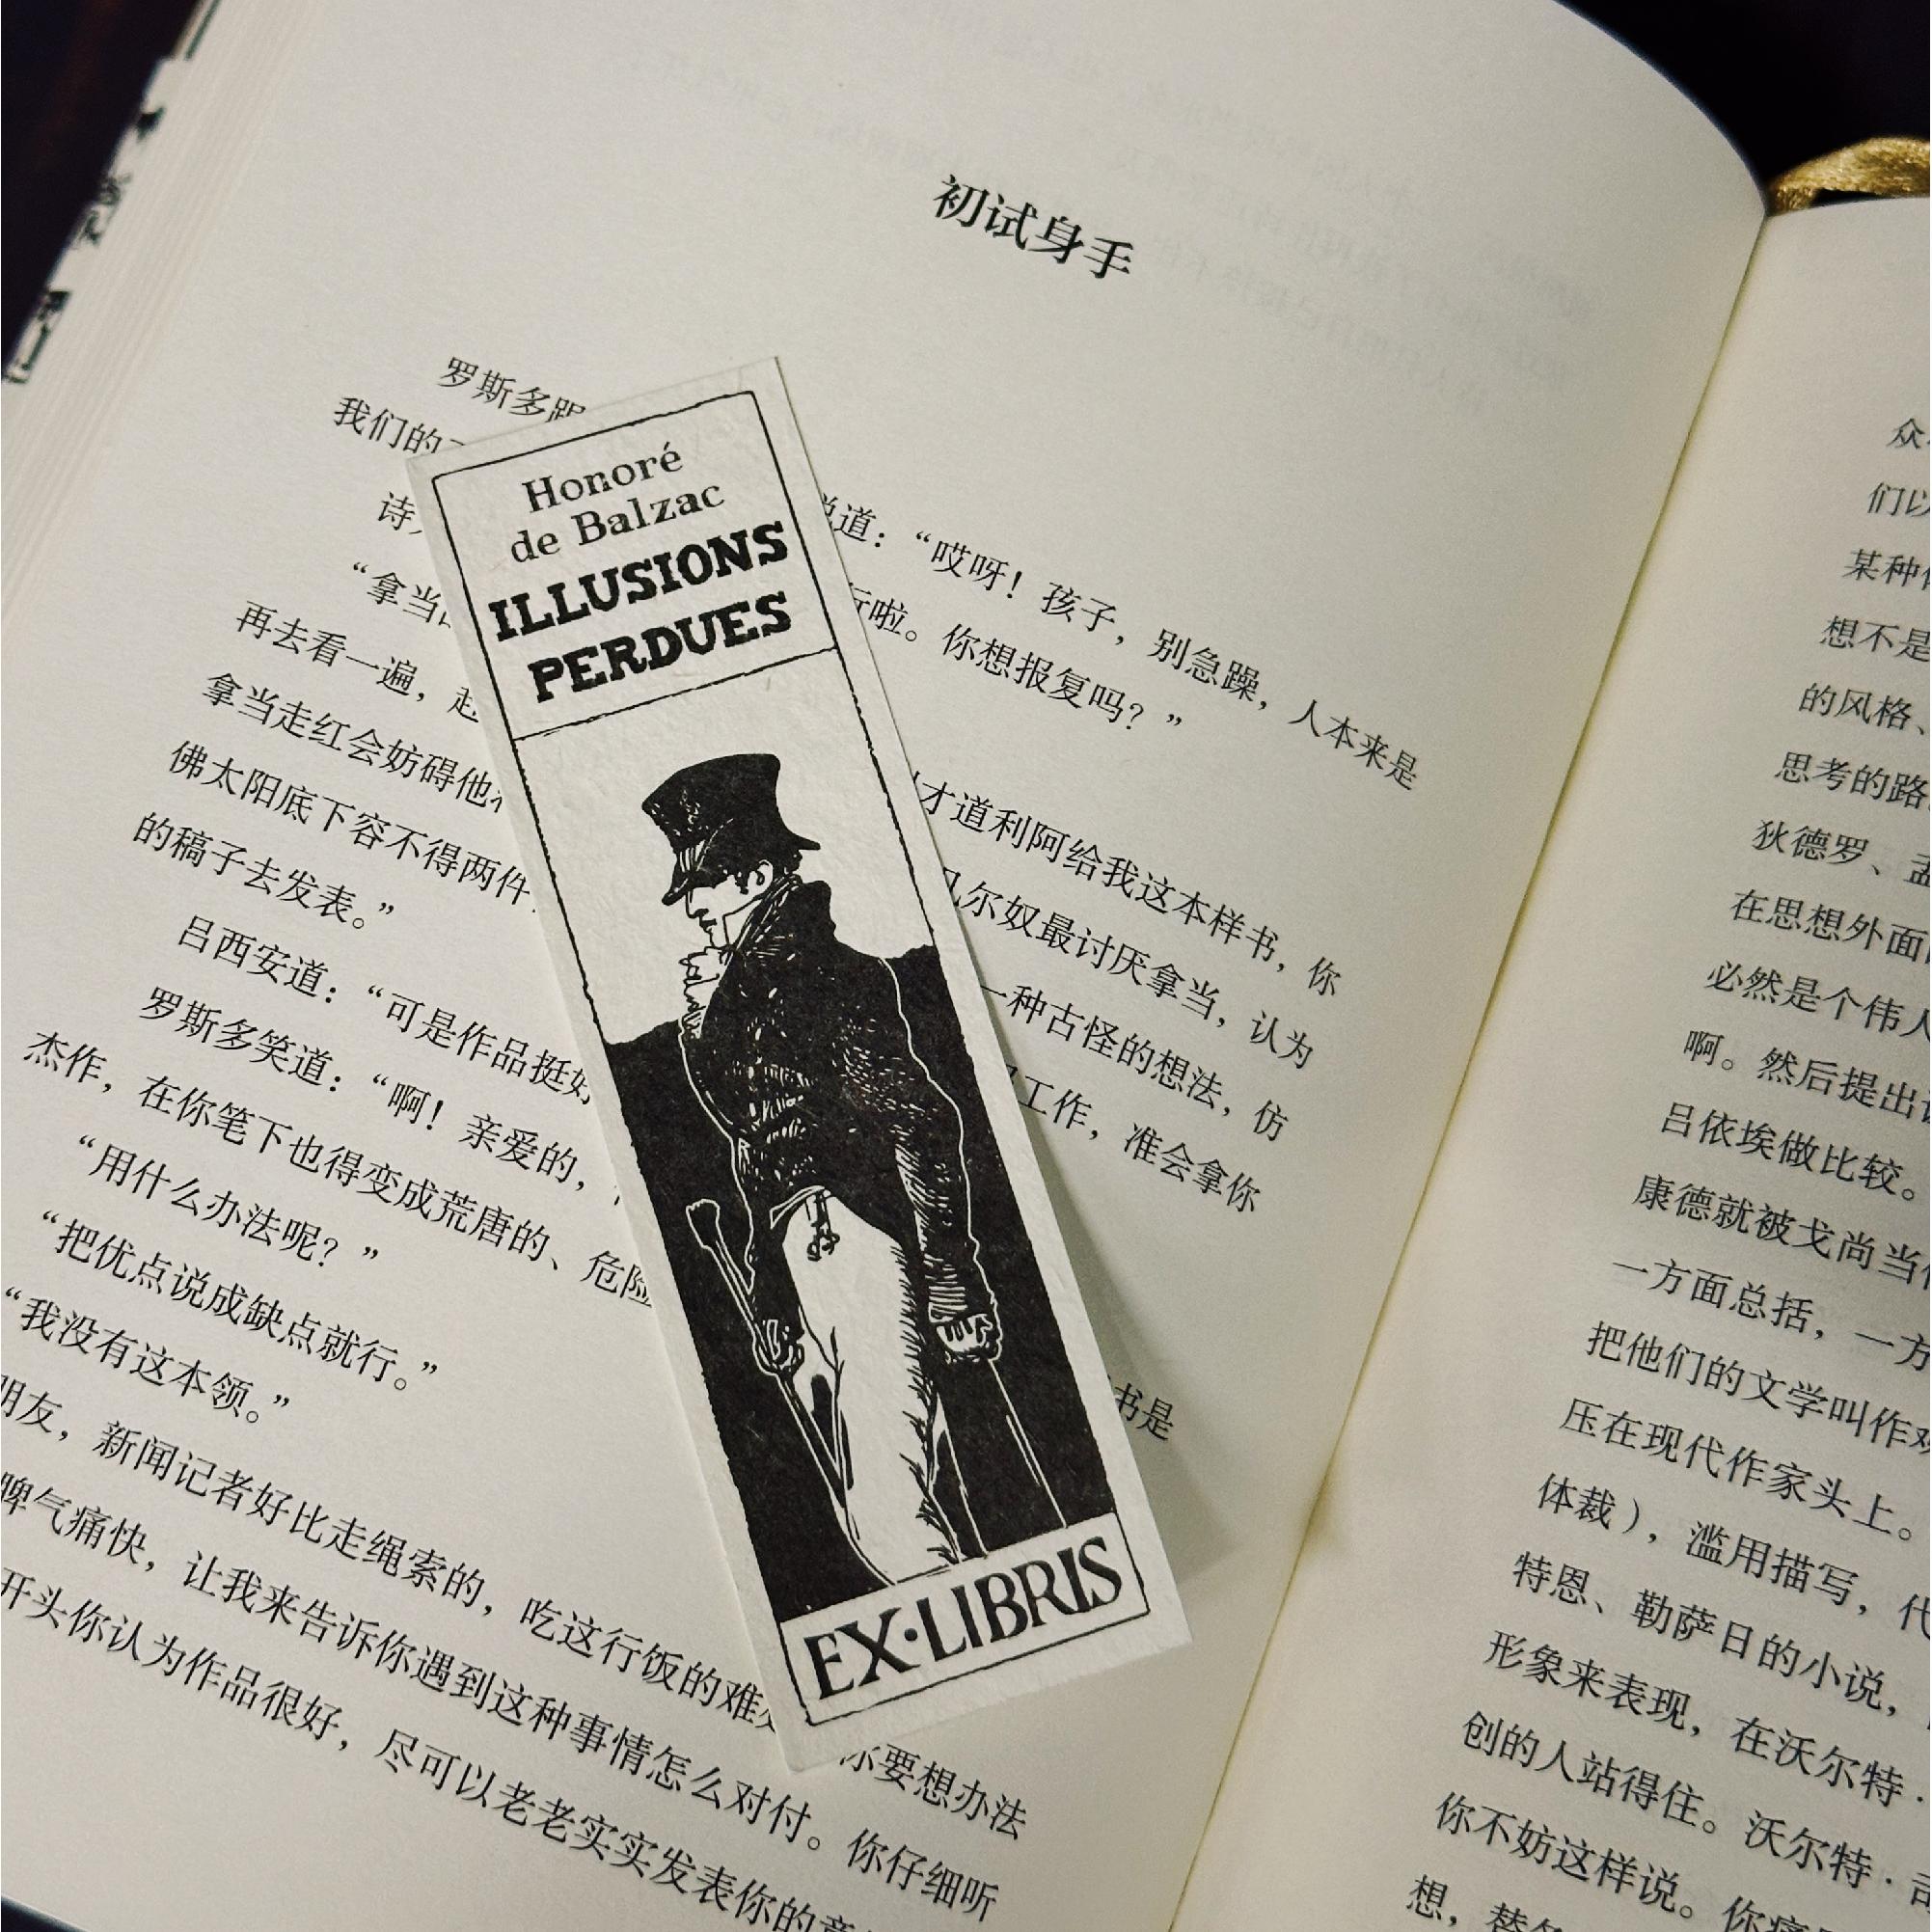 初试身手
罗斯多
我们的
诗
说道：“哎呀！孩子，别急躁，人本来是
行啦。你想报复吗？”
“拿当
再去看一遍，
才道利阿给我这本样书，你
拿当走红会妨碍他
尔奴最讨厌拿当，认为
佛太阳底下容不得两件
一种古怪的想法，仿
的稿子去发表。”
工作，准会拿你
吕西安道：“可是作品挺好
罗斯多笑道：“啊！亲爱的，
书是
杰作，在你笔下也得变成荒唐的、危险
“用什么办法呢？”
“把优点说成缺点就行。”
“我没有这本领。”
朋友，新闻记者好比走绳索的，吃这行饭的难
你要想办法
脾气痛快，让我来告诉你遇到这种事情怎么对付。你仔细听
开头你认为作品很好，尽可以老老实实发表你的意
Honoré
de Balzac
ILLUSIONS
PERDUES
EX·LIBRIS
众
们以
某种
想不是
的风格、
思考的路
狄德罗、孟
在思想外面
必然是个伟人
啊。然后提出
吕依埃做比较。
康德就被戈尚当
一方面总括，一方
把他们的文学叫作
压在现代作家头上。
体裁），滥用描写，代
特恩、勒萨日的小说，
形象来表现，在沃尔特·
创的人站得住。沃尔特·司
你不妨这样说。你痛
想，替